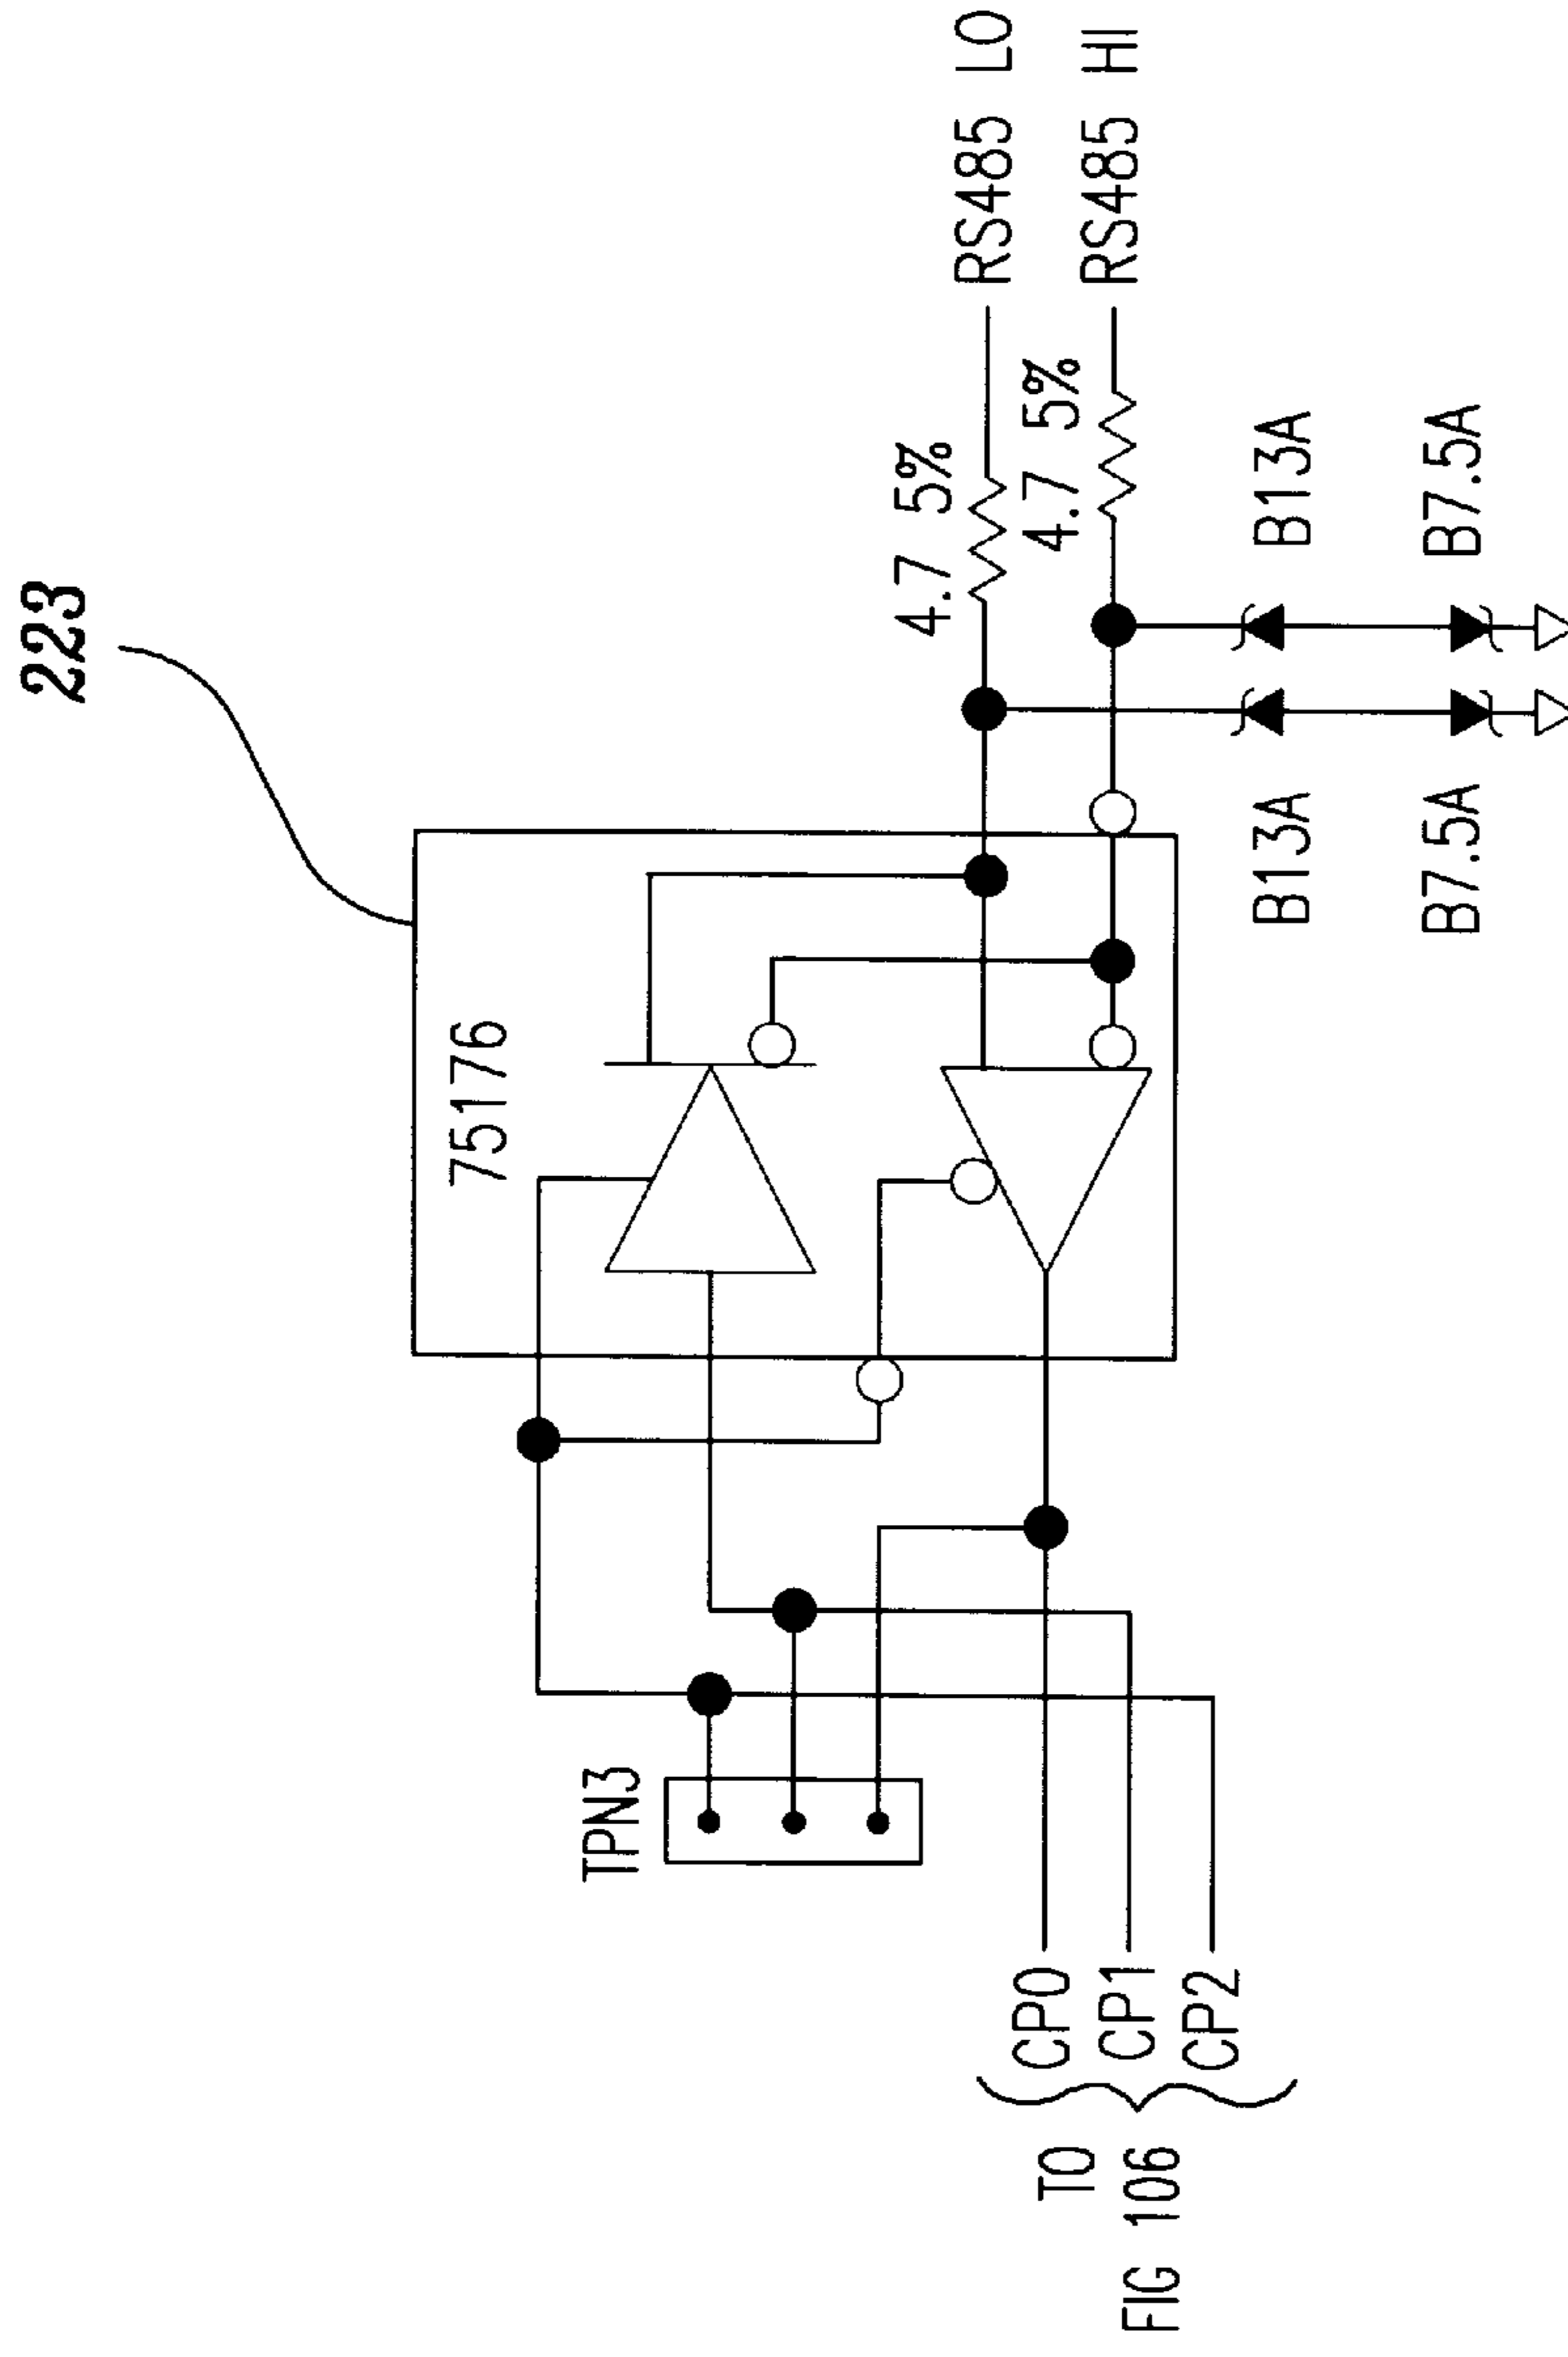 223
75176
TPN3
4.7 5%
RS485 LO
4.7 5%
RS485 HI
CP0
CP1
CP2
TO
FIG 106
B13A
B13A
B7.5A
B7.5A